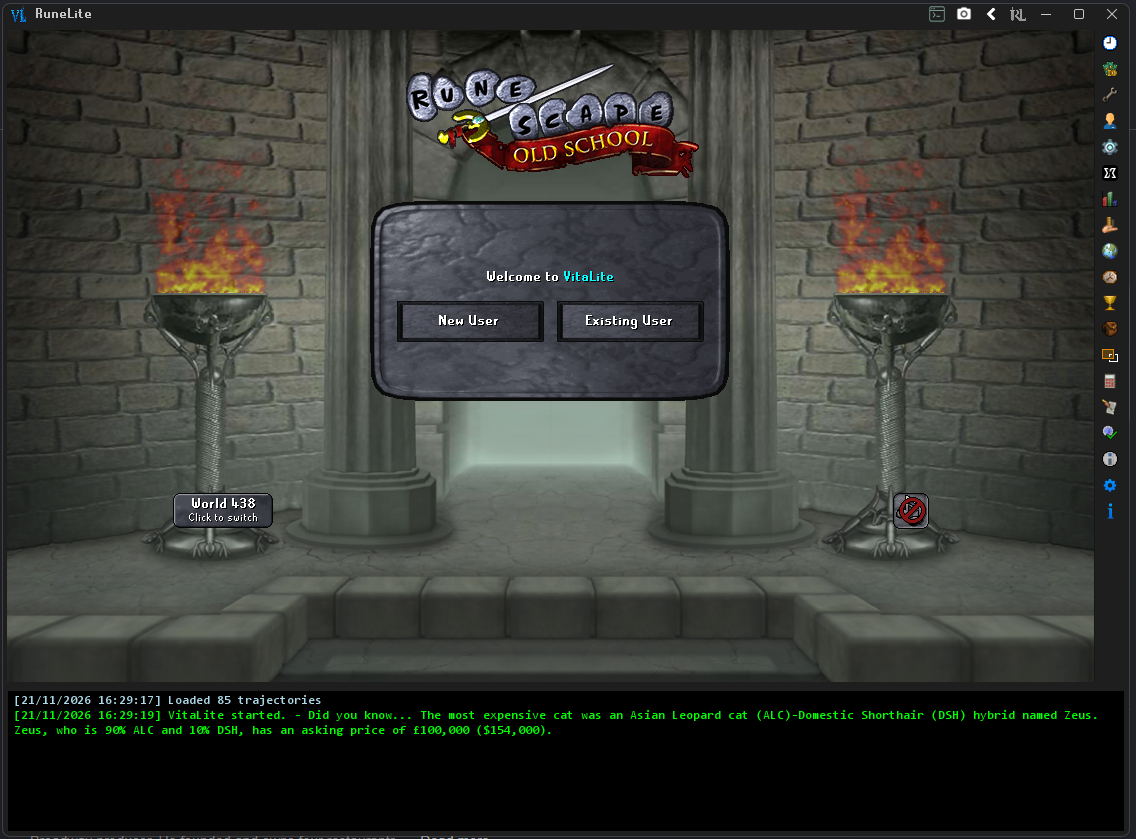 VL RuneLite
RL
RUNE
SCAPE
OLD SCHOOL
Welcome to VitaLite
New User
Existing User
World 438
Click to switch
[21/11/2026 16:29:17] Loaded 85 trajectories
[21/11/2026 16:29:19] VitaLite started. - Did you know... The most expensive cat was an Asian Leopard cat (ALC)-Domestic Shorthair (DSH) hybrid named Zeus.
Zeus, who is 90% ALC and 10% DSH, has an asking price of £100,000 ($154,000).